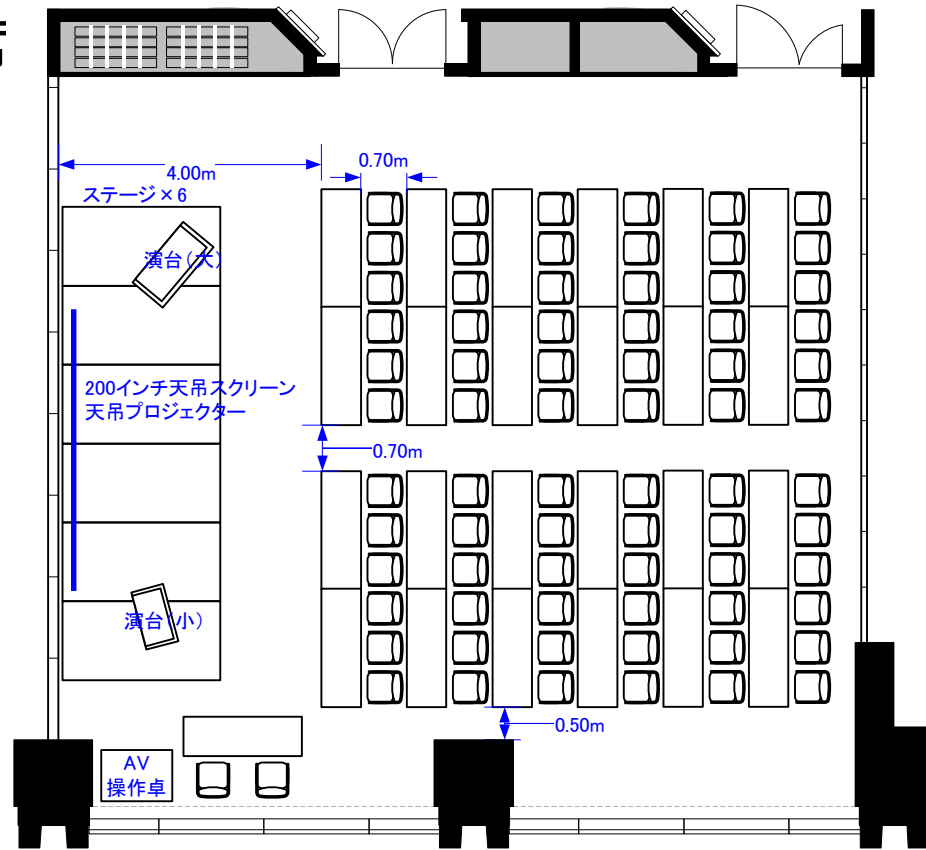 4.00m
0.70m
ステージ×6
演台(大)
200インチ天吊スクリーン
天吊プロジェクター
0.70m
演台(小)
0.50m
AV
操作卓